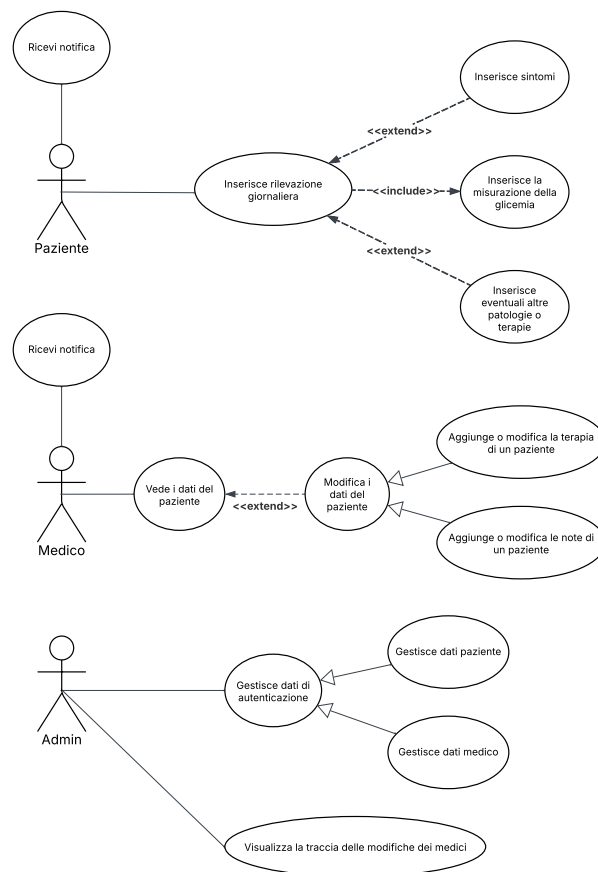 Ricevi notifica
Inserisce sintomi
<<extend>>
Inserisce rilevazione
giornaliera
<<include>>
Inserisce la
misurazione della
glicemia
Paziente
<<extend>>
Inserisce
eventuali altre
patologie o
terapie
Ricevi notifica
Aggiunge o modifica la terapia
di un paziente
Vede i dati del
paziente
<<extend>>
Modifica i
dati del
paziente
Aggiunge o modifica le note di
un paziente
Medico
Gestisce dati paziente
Gestisce dati di
autenticazione
Admin
Gestisce dati medico
Visualizza la traccia delle modifiche dei medici